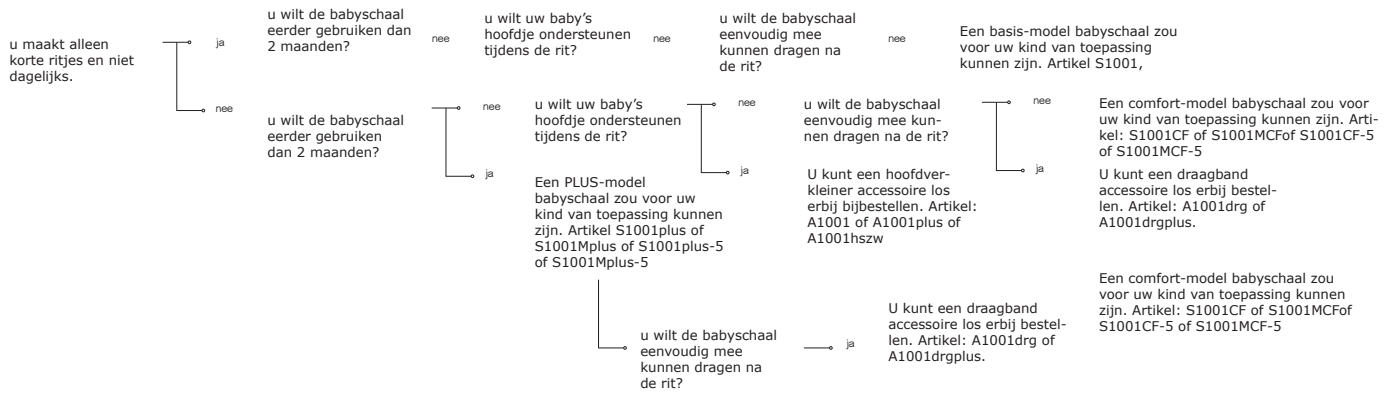 u maakt alleen
korte ritjes en niet
dagelijks.
ja
u wilt de babyschaal
eerder gebruiken dan
2 maanden?
nee
u wilt uw baby's
hoofdje ondersteunen
tijdens de rit?
nee
u wilt de babyschaal
eenvoudig mee
kunnen dragen na
de rit?
nee
Een basis-model babyschaal zou
voor uw kind van toepassing
kunnen zijn. Artikel S1001,
nee
u wilt de babyschaal
eerder gebruiken
dan 2 maanden?
nee
u wilt uw baby's
hoofdje ondersteunen
tijdens de rit?
nee
u wilt de babyschaal
eenvoudig mee kun-
nen dragen na de rit?
nee
Een comfort-model babyschaal zou voor
uw kind van toepassing kunnen zijn. Arti-
kel: S1001CF of S1001MCFof S1001CF-5
of S1001MCF-5
ja
Een PLUS-model
babyschaal zou voor uw
kind van toepassing kunnen
zijn. Artikel S1001plus of
S1001Mplus of S1001plus-5
of S1001Mplus-5
ja
U kunt een hoofdver-
kleiner accessoire los
erbij bijbestellen. Artikel:
A1001 of A1001plus of
A1001hszw
ja
U kunt een draagband
accessoire los erbij bestel-
len. Artikel: A1001drg of
A1001drgplus.
u wilt de babyschaal
eenvoudig mee
kunnen dragen na
de rit?
ja
U kunt een draagband
accessoire los erbij bestel-
len. Artikel: A1001drg of
A1001drgplus.
Een comfort-model babyschaal zou
voor uw kind van toepassing kunnen
zijn. Artikel: S1001CF of S1001MCFof
S1001CF-5 of S1001MCF-5